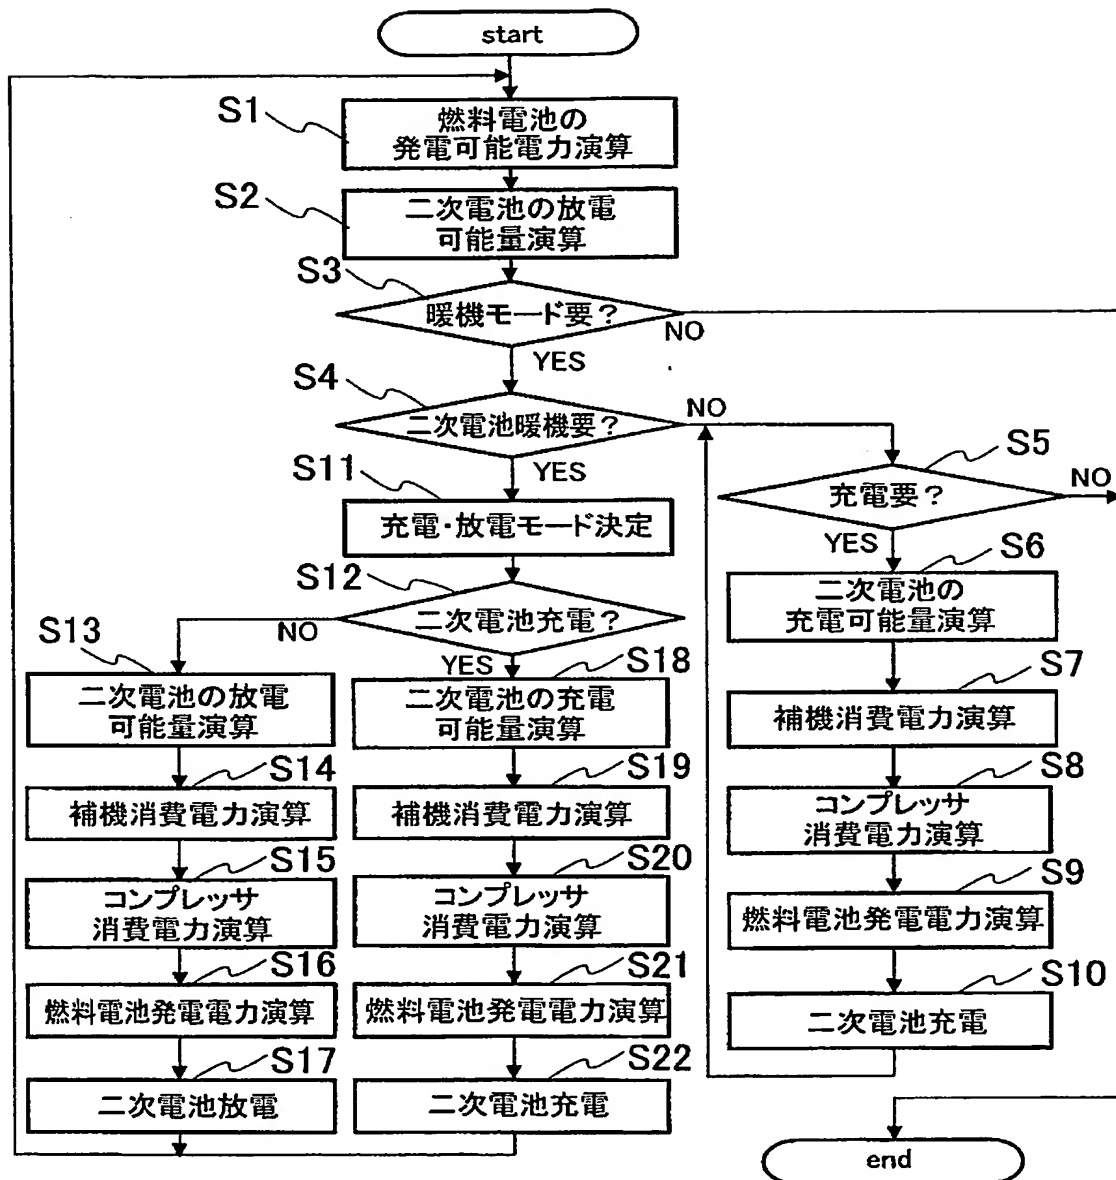 start
S1
燃料電池の
発電可能電力演算
S2
二次電池の放電
可能量演算
S3
暖機モード要?
NO
YES
S4
二次電池暖機要?
NO
YES
S5
充電要?
NO
YES
S6
二次電池の
充電可能量演算
S7
補機消費電力演算
S8
コンプレッサ
消費電力演算
S9
燃料電池発電電力演算
S10
二次電池充電
S11
充電・放電モード決定
S12
二次電池充電?
NO
YES
S13
二次電池の放電
可能量演算
S14
補機消費電力演算
S15
コンプレッサ
消費電力演算
S16
燃料電池発電電力演算
S17
二次電池放電
S18
二次電池の充電
可能量演算
S19
補機消費電力演算
S20
コンプレッサ
消費電力演算
S21
燃料電池発電電力演算
S22
二次電池充電
end